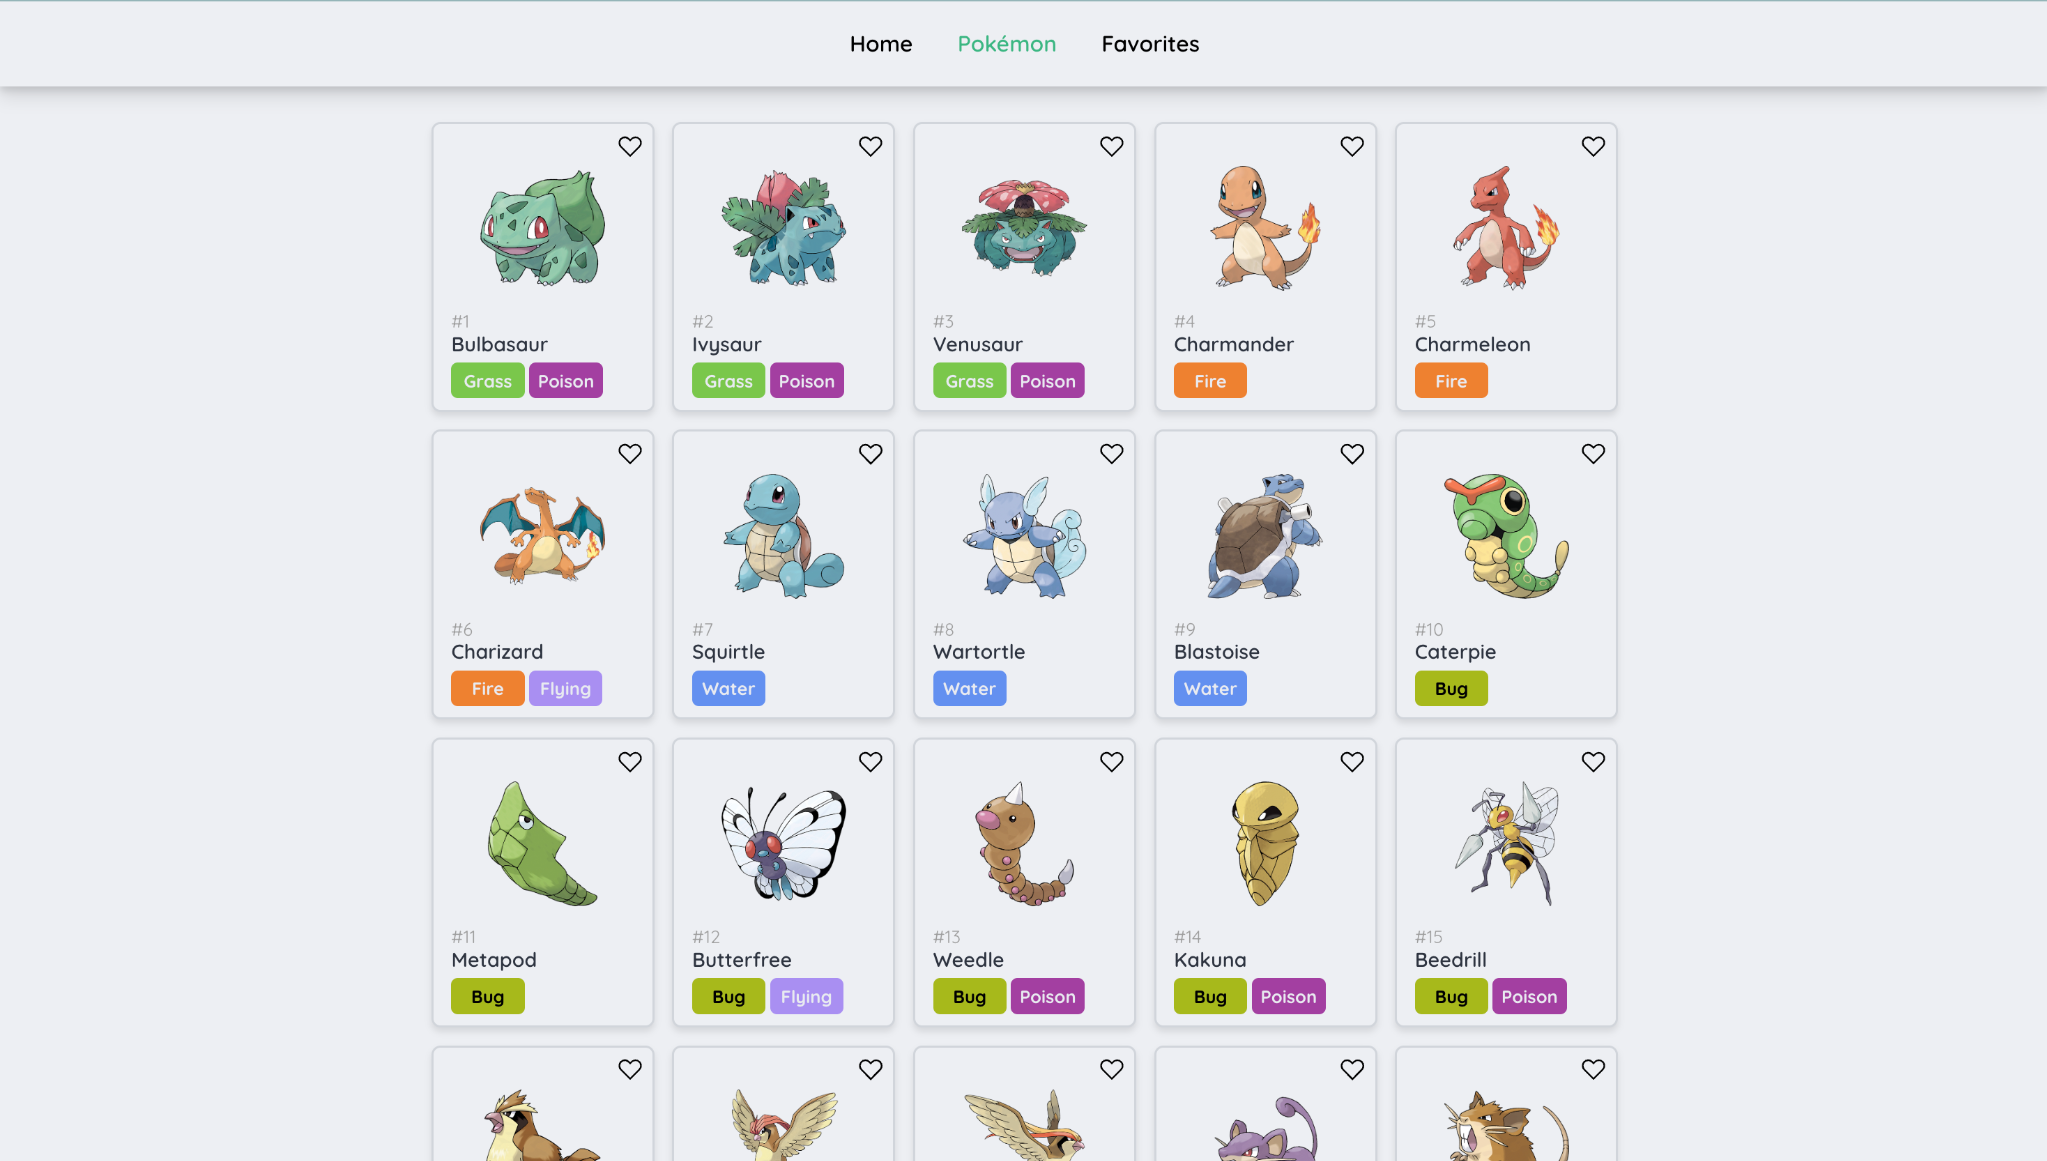 Home Pokémon Favorites
#1
Bulbasaur
Grass Poison
#2
Ivysaur
Grass Poison
#3
Venusaur
Grass Poison
#4
Charmander
Fire
#5
Charmeleon
Fire
#6
Charizard
Fire Flying
#7
Squirtle
Water
#8
Wartortle
Water
#9
Blastoise
Water
#10
Caterpie
Bug
#11
Metapod
Bug
#12
Butterfree
Bug Flying
#13
Weedle
Bug Poison
#14
Kakuna
Bug Poison
#15
Beedrill
Bug Poison